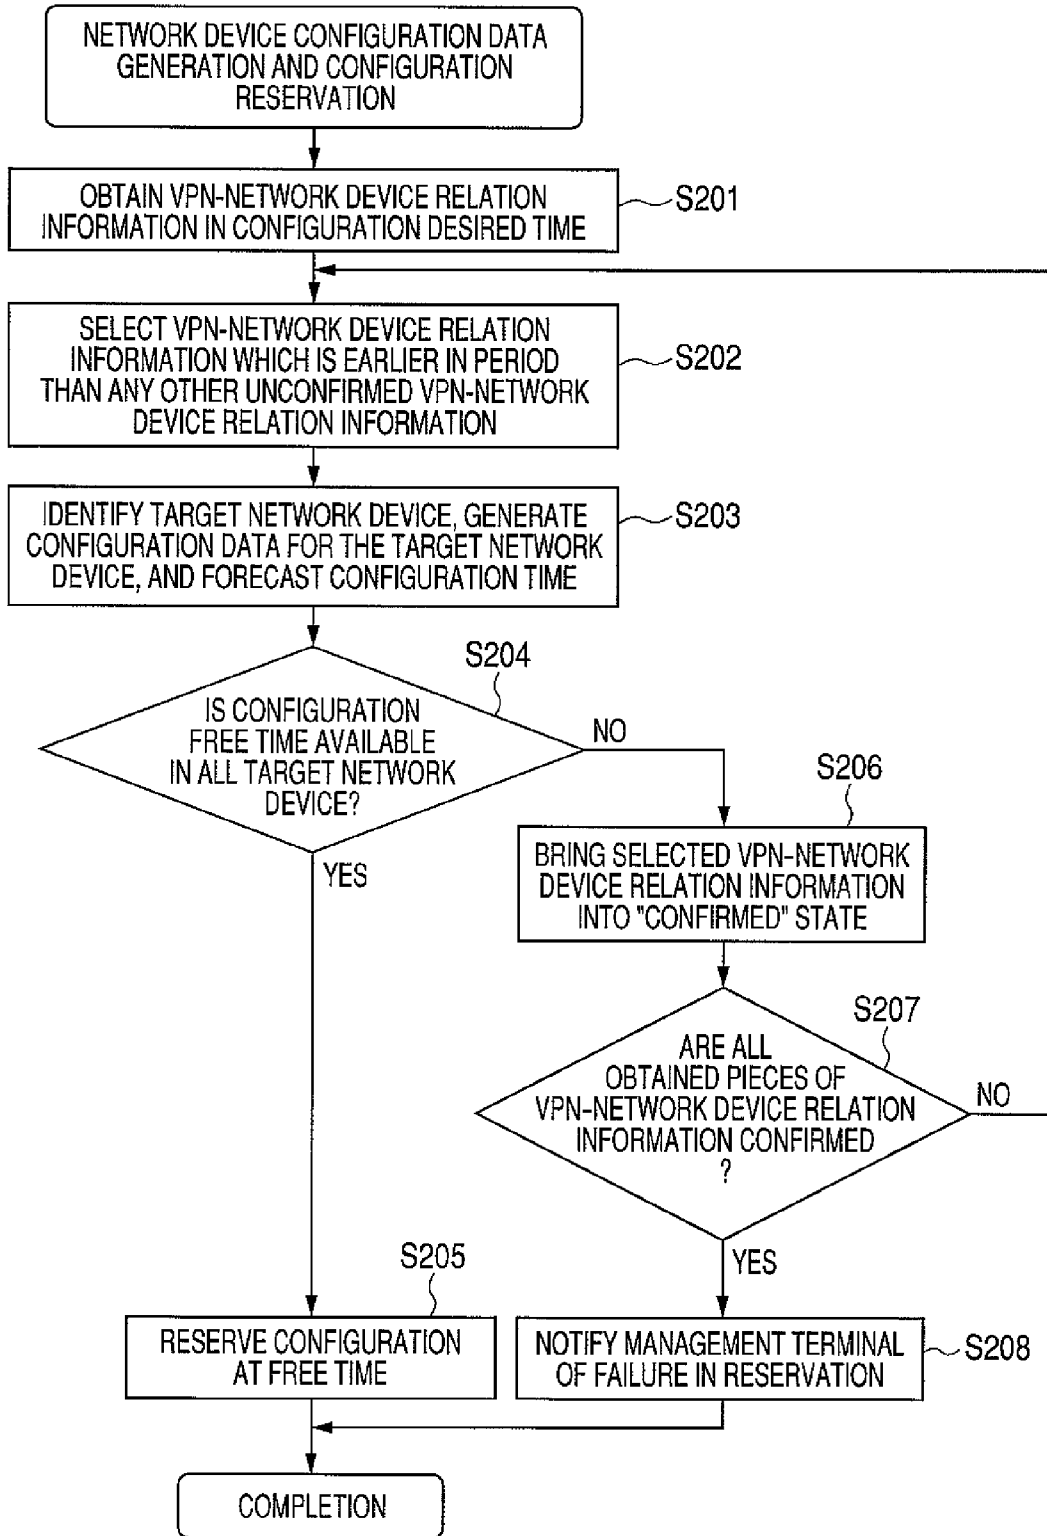 NETWORK DEVICE CONFIGURATION DATA
GENERATION AND CONFIGURATION
RESERVATION
OBTAIN VPN-NETWORK DEVICE RELATION
INFORMATION IN CONFIGURATION DESIRED TIME
S201
SELECT VPN-NETWORK DEVICE RELATION
INFORMATION WHICH IS EARLIER IN PERIOD
THAN ANY OTHER UNCONFIRMED VPN-NETWORK
DEVICE RELATION INFORMATION
S202
IDENTIFY TARGET NETWORK DEVICE, GENERATE
CONFIGURATION DATA FOR THE TARGET NETWORK
DEVICE, AND FORECAST CONFIGURATION TIME
S203
S204
IS CONFIGURATION
FREE TIME AVAILABLE
IN ALL TARGET NETWORK
DEVICE?
NO
YES
S206
BRING SELECTED VPN-NETWORK
DEVICE RELATION INFORMATION
INTO "CONFIRMED" STATE
S207
ARE ALL
OBTAINED PIECES OF
VPN-NETWORK DEVICE RELATION
INFORMATION CONFIRMED
?
NO
YES
S205
RESERVE CONFIGURATION
AT FREE TIME
NOTIFY MANAGEMENT TERMINAL
OF FAILURE IN RESERVATION
S208
COMPLETION